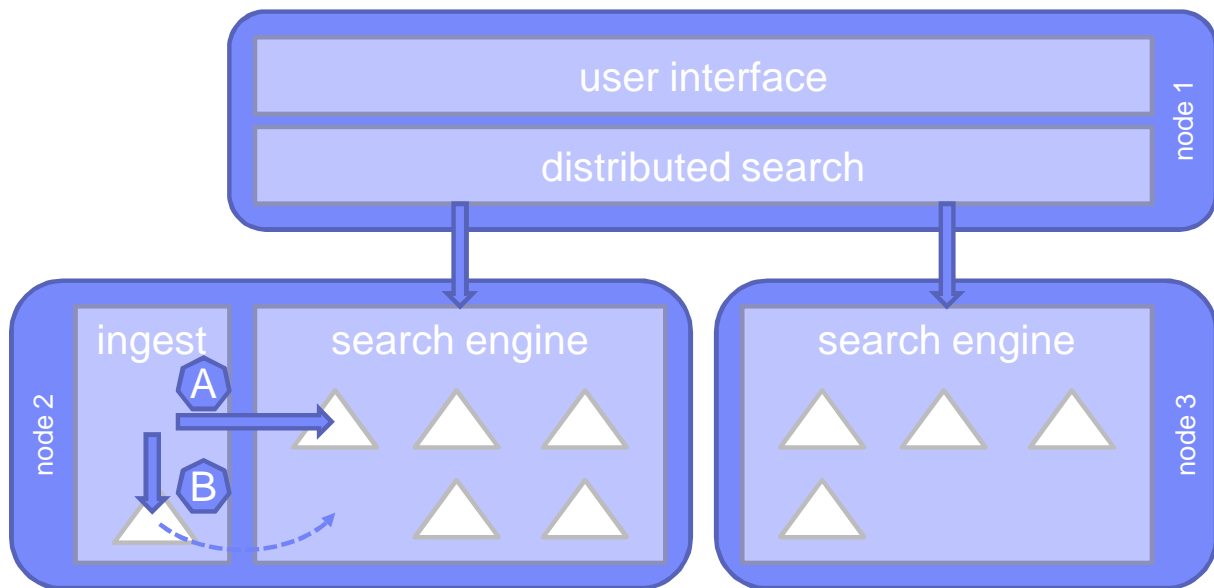 user interface
distributed search
node 1
node 2
ingest
A
B
search engine
search engine
node 3